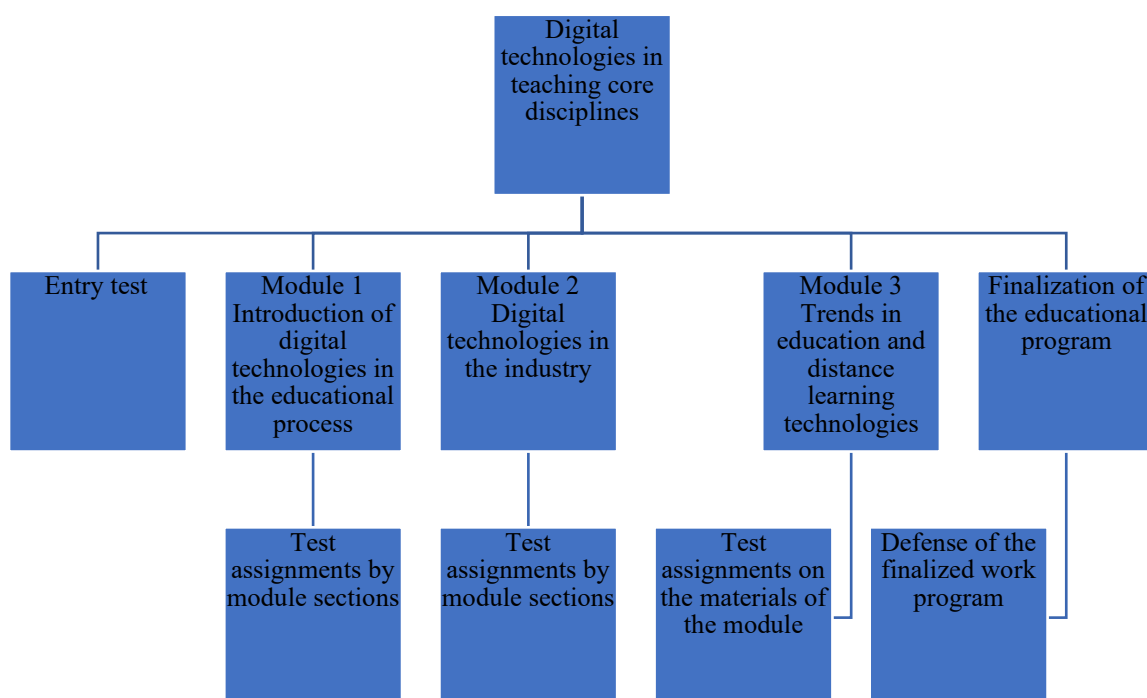 Digital
technologies in
teaching core
disciplines
Entry test
Module 1
Introduction of
digital
technologies in
the educational
process
Module 2
Digital
technologies in
the industry
Module 3
Trends in
education and
distance
learning
technologies
Finalization of
the educational
program
Test
assignments by
module sections
Test
assignments by
module sections
Test
assignments on
the materials of
the module
Defense of the
finalized work
program